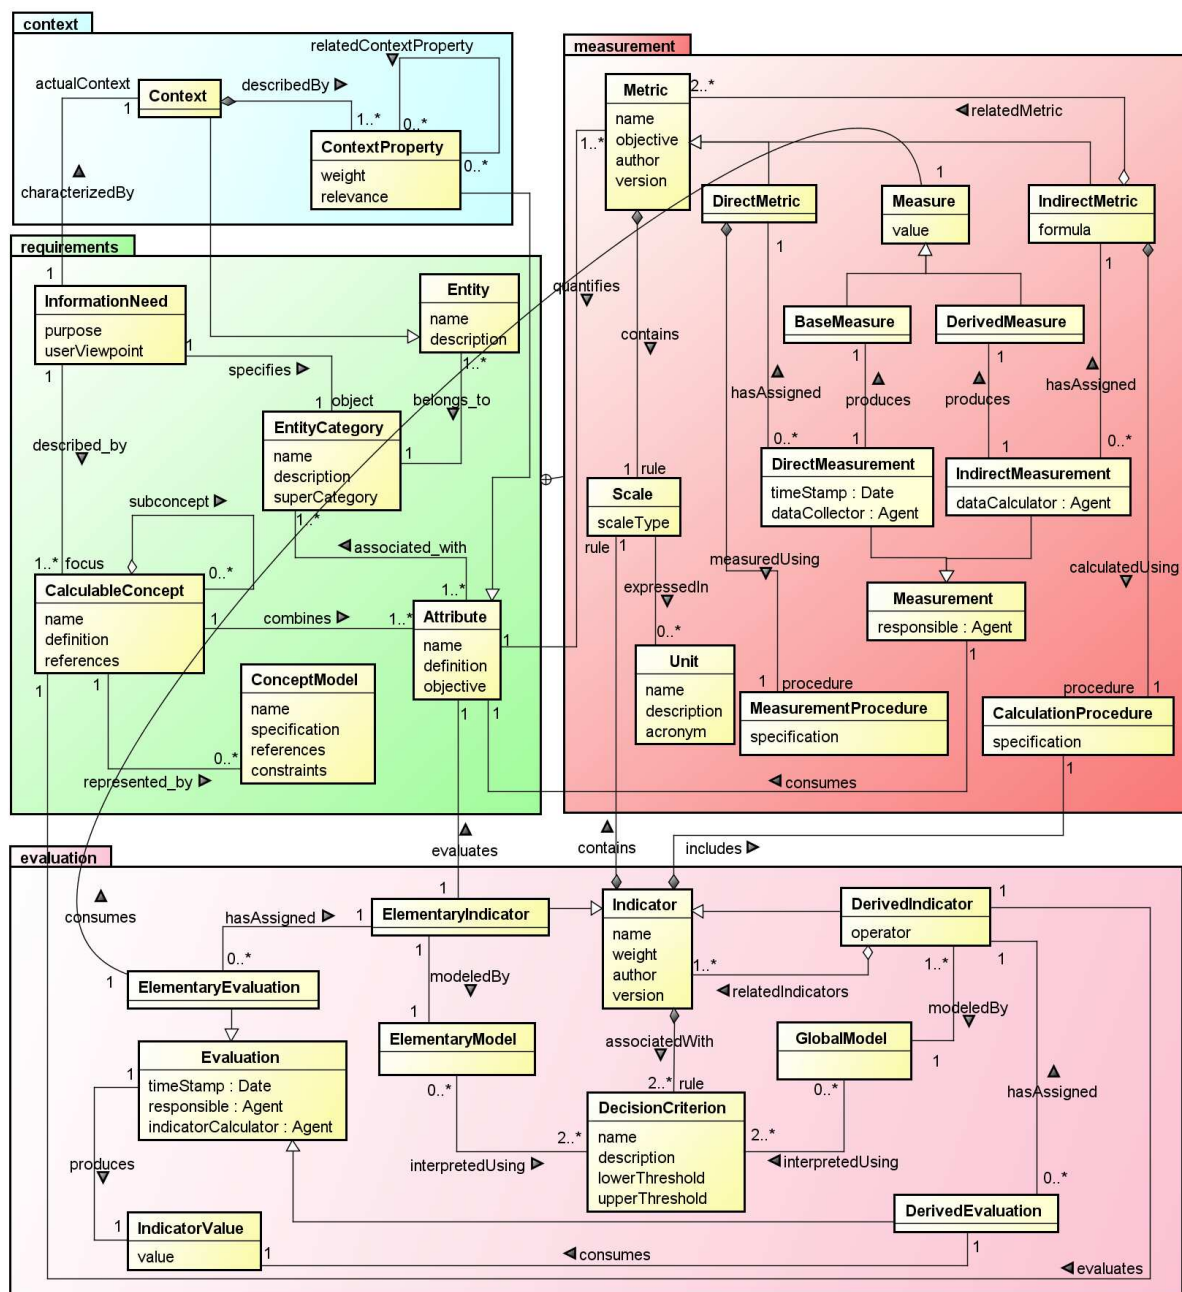 context
relatedContextProperty
actualContext
describedBy
Context
1
1..*
0..*
ContextProperty
weight
relevance
0..*
characterizedBy
1
measurement
Metric
name
objective
author
version
2..*
relatedMetric
1..*
DirectMetric
1
Measure
value
IndirectMetric
formula
1
1
quantifies
contains
BaseMeasure
DerivedMeasure
1
1
hasAssigned
produces
produces
hasAssigned
0..*
1
1
0..*
1
rule
DirectMeasurement
timeStamp : Date
dataCollector : Agent
IndirectMeasurement
dataCalculator : Agent
Scale
scaleType
rule
1
measuredUsing
calculatedUsing
expressedIn
Measurement
responsible : Agent
0..*
1
Unit
name
description
acronym
1
procedure
MeasurementProcedure
specification
procedure
1
CalculationProcedure
specification
consumes
1
requirements
InformationNeed
purpose
userViewpoint
1
1
Entity
name
description
1..*
specifies
1
object
belongs_to
EntityCategory
name
description
superCategory
1
1..*
described_by
subconcept
associated_with
1..*
focus
0..*
1..*
CalculableConcept
name
definition
references
1
combines
1..*
Attribute
name
definition
objective
1
1
1
ConceptModel
name
specification
references
constraints
1
1
0..*
represented_by
evaluates
contains
includes
evaluation
consumes
hasAssigned
1
1
ElementaryIndicator
1
Indicator
name
weight
author
version
DerivedIndicator
operator
1
0..*
1
ElementaryEvaluation
modeledBy
1
1..*
relatedIndicators
1..*
1
modeledBy
ElementaryModel
associatedWith
GlobalModel
1
Evaluation
timeStamp : Date
responsible : Agent
indicatorCalculator : Agent
1
0..*
2..*
rule
0..*
hasAssigned
DecisionCriterion
name
description
lowerThreshold
upperThreshold
2..*
2..*
interpretedUsing
interpretedUsing
produces
0..*
1
IndicatorValue
value
1
consumes
DerivedEvaluation
1
evaluates